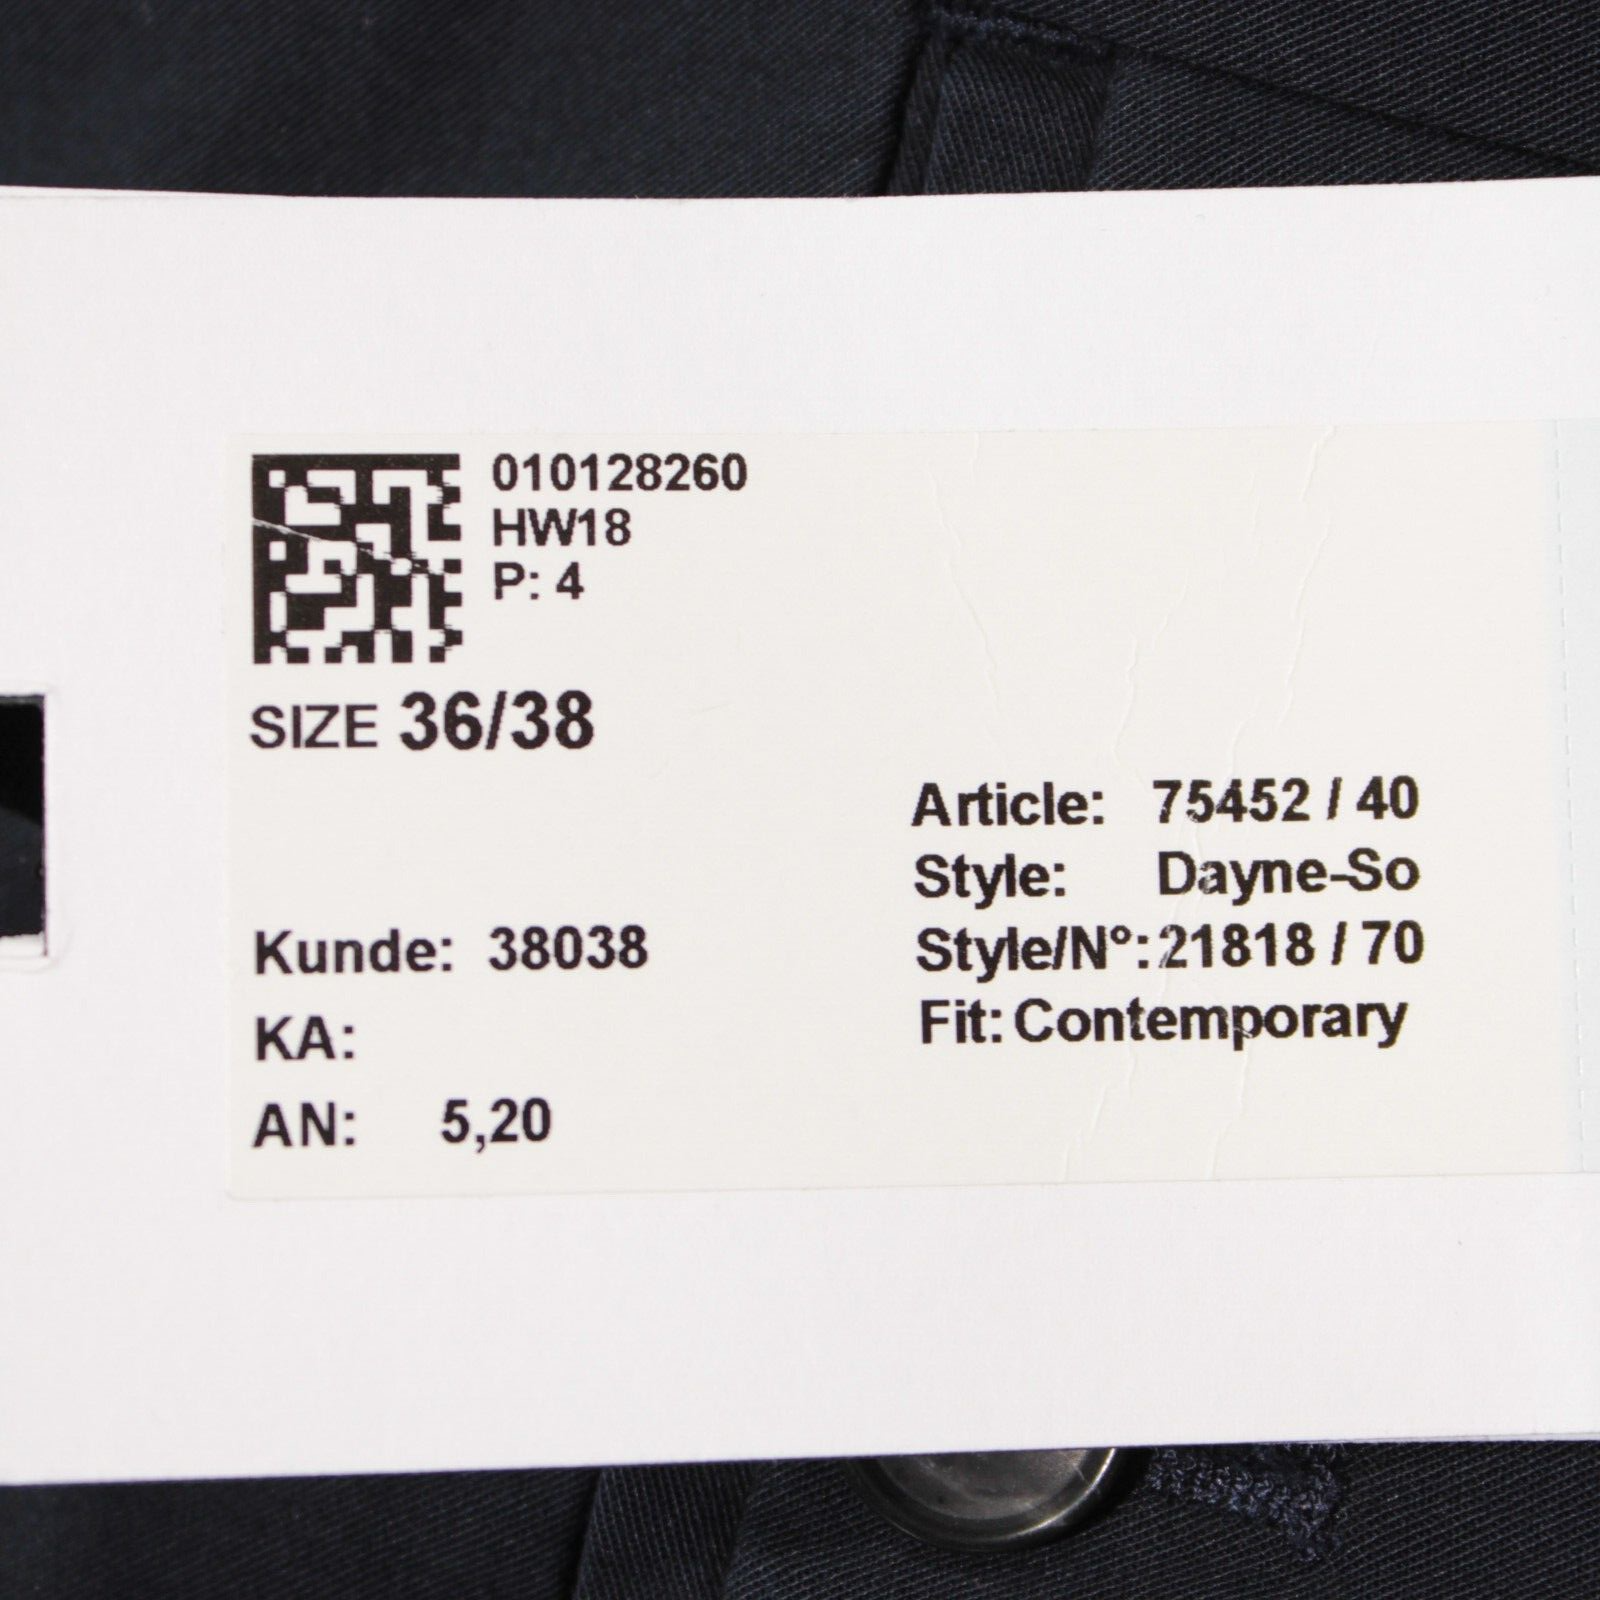 010128260
HW18
P: 4
SIZE 36/38
Article: 75452 / 40
Style: Dayne-So
Kunde: 38038
Style/N°: 21818 / 70
KA:
Fit: Contemporary
AN: 5,20